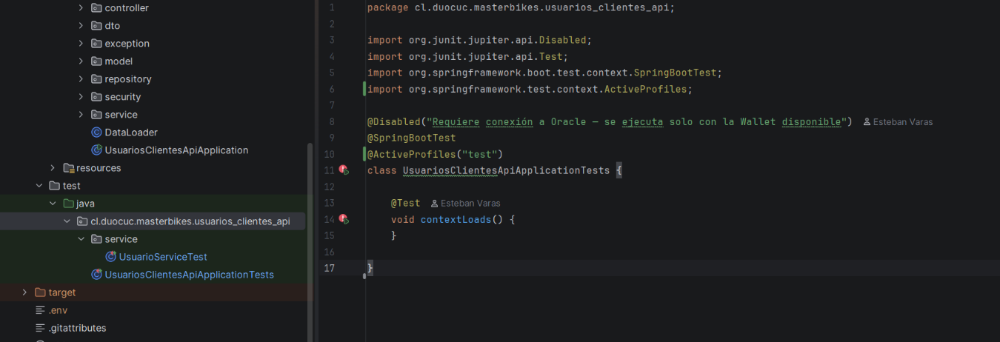 controller
dto
exception
model
repository
security
service
DataLoader
UsuariosClientesApiApplication
resources
test
java
cl.duocuc.masterbikes.usuarios_clientes_api
service
UsuarioServiceTest
UsuariosClientesApiApplicationTests
target
.env
.gitattributes
1 package cl.duocuc.masterbikes.usuarios_clientes_api;
2
3 import org.junit.jupiter.api.Disabled;
4 import org.junit.jupiter.api.Test;
5 import org.springframework.boot.test.context.SpringBootTest;
6 import org.springframework.test.context.ActiveProfiles;
7
8 @Disabled("Requiere conexión a Oracle — se ejecuta solo con la Wallet disponible") Esteban Varas
9 @SpringBootTest
10 @ActiveProfiles("test")
11 class UsuariosClientesApiApplicationTests {
12
13 @Test Esteban Varas
14 void contextLoads() {
15 }
16
17 }